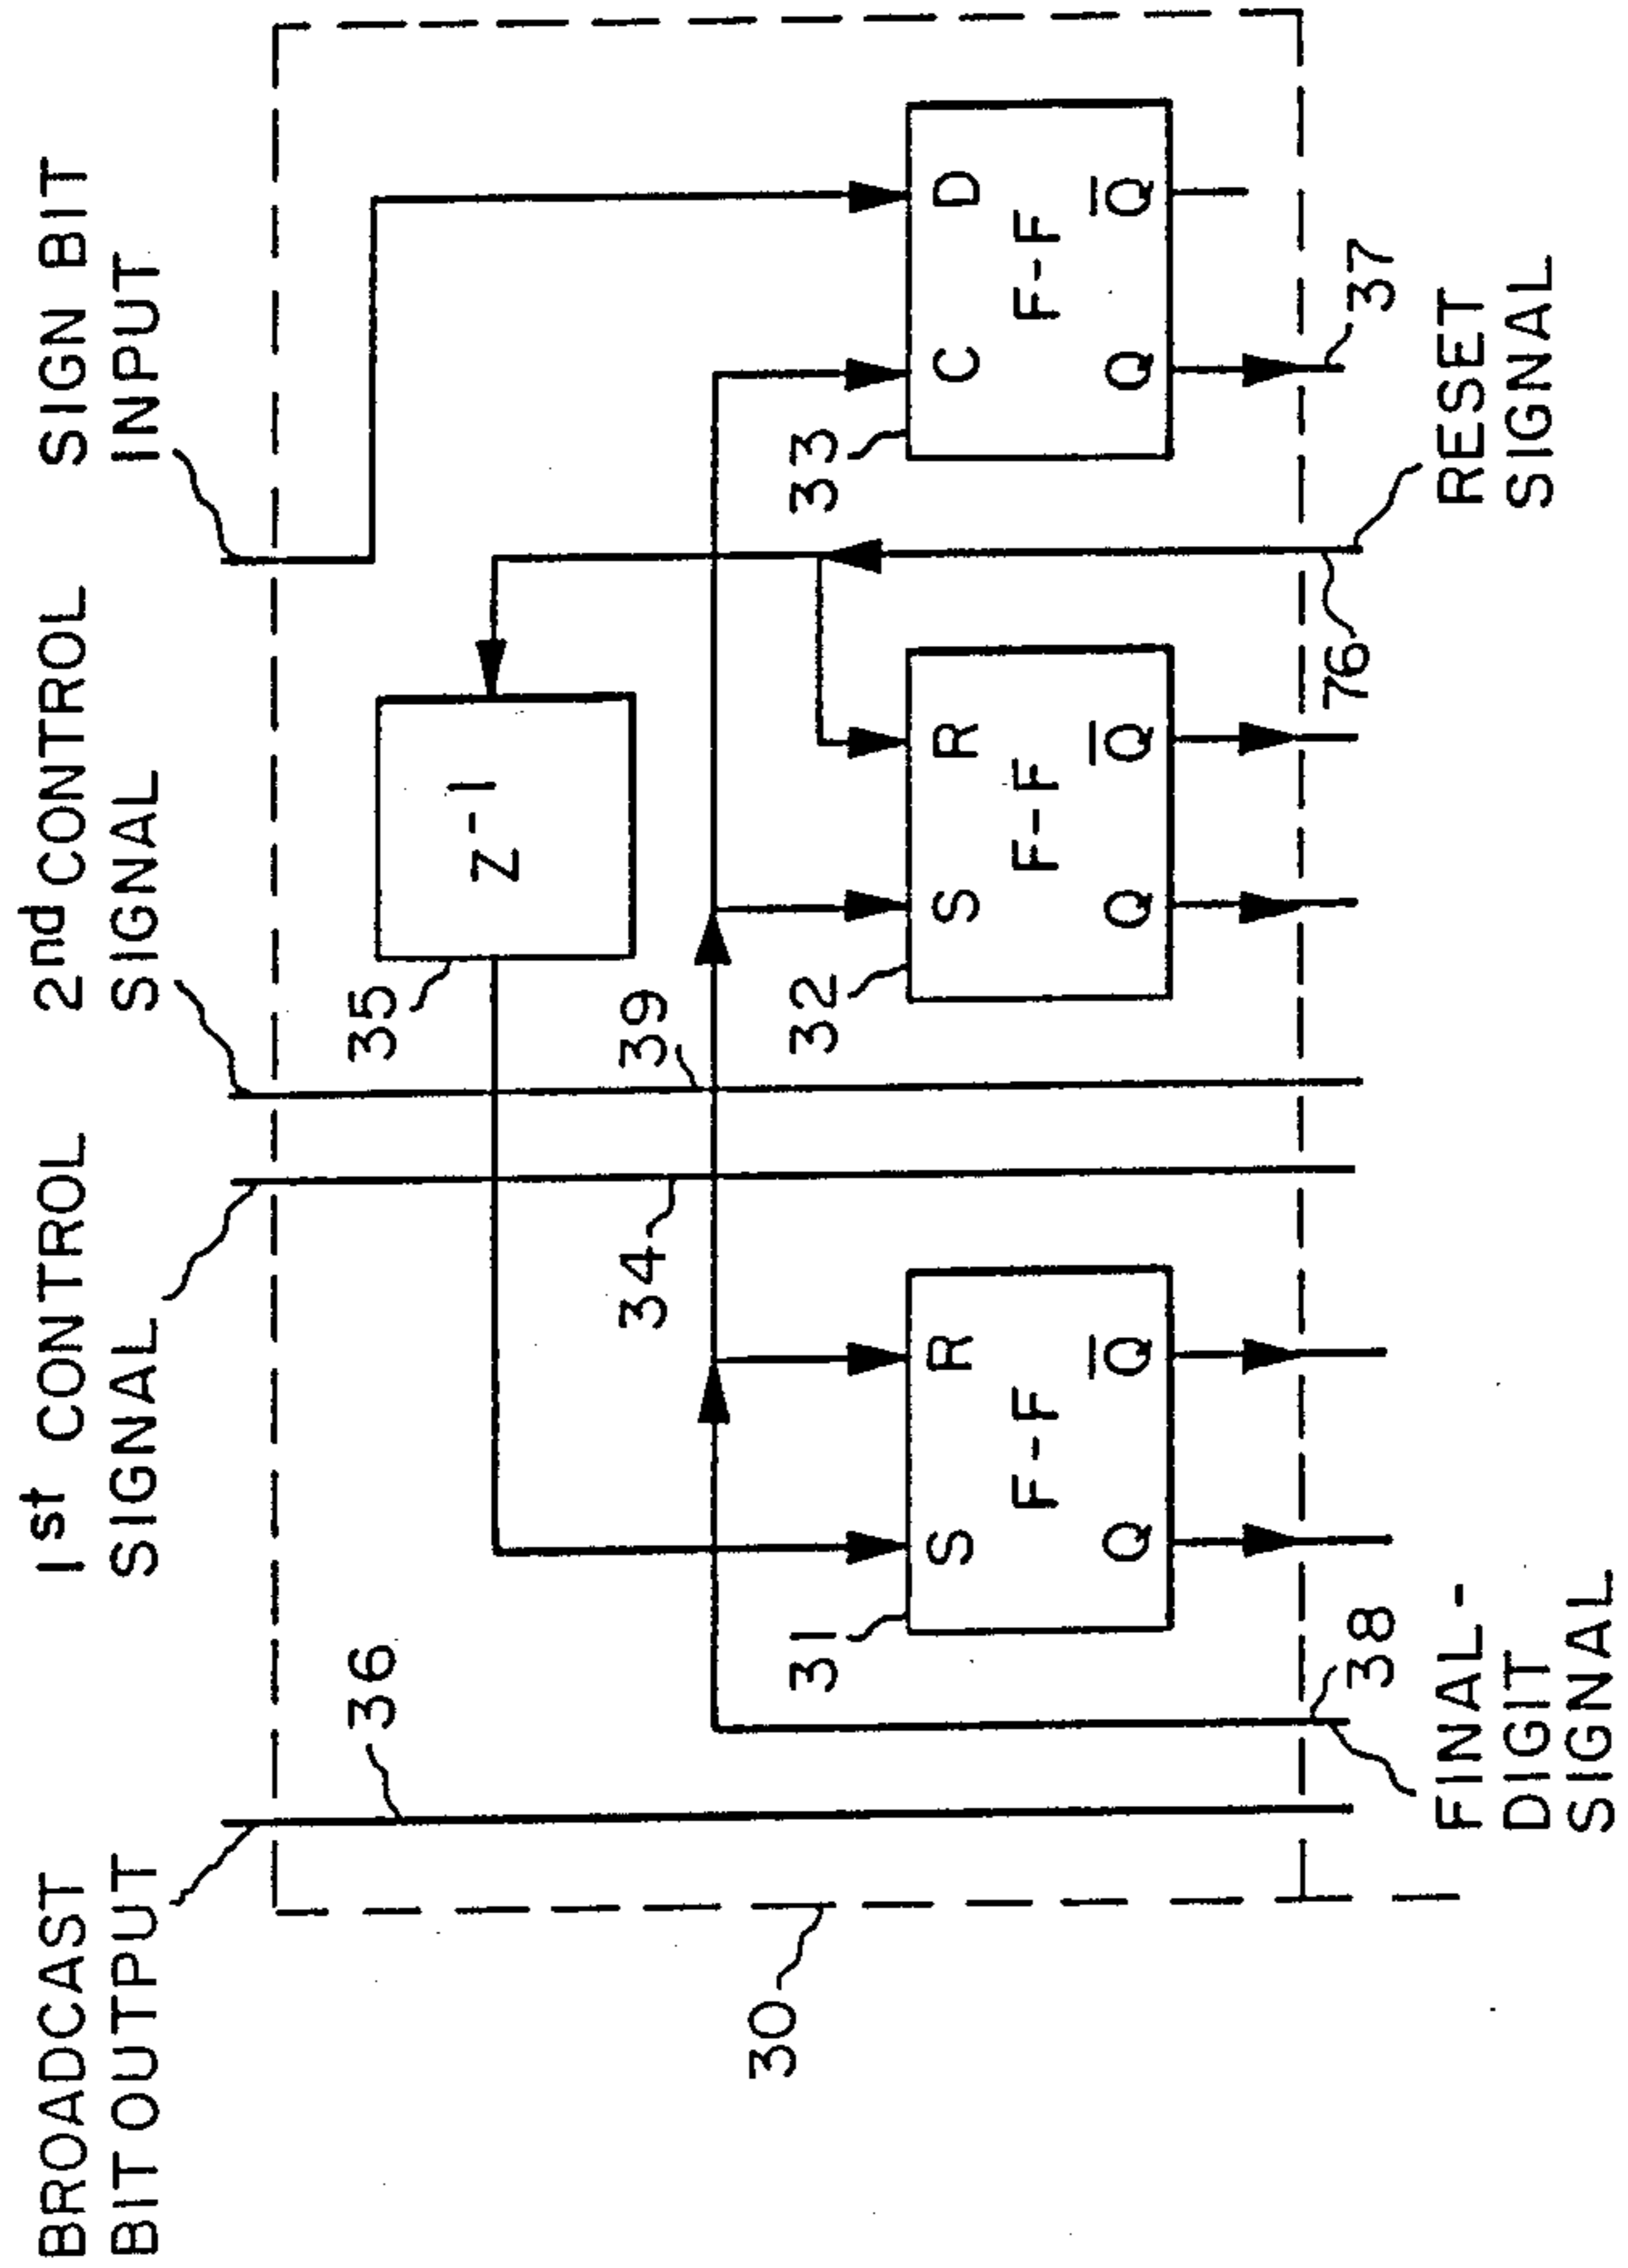 BROADCAST
BIT OUTPUT
1st CONTROL
SIGNAL
2nd CONTROL
SIGNAL
SIGN BIT
INPUT
36
35
Z-1
34
39
30
31
32
33
S R
F-F
Q Q̅
S R
F-F
Q Q̅
C D
F-F
Q Q̅
38
76
37
FINAL-
DIGIT
SIGNAL
RESET
SIGNAL